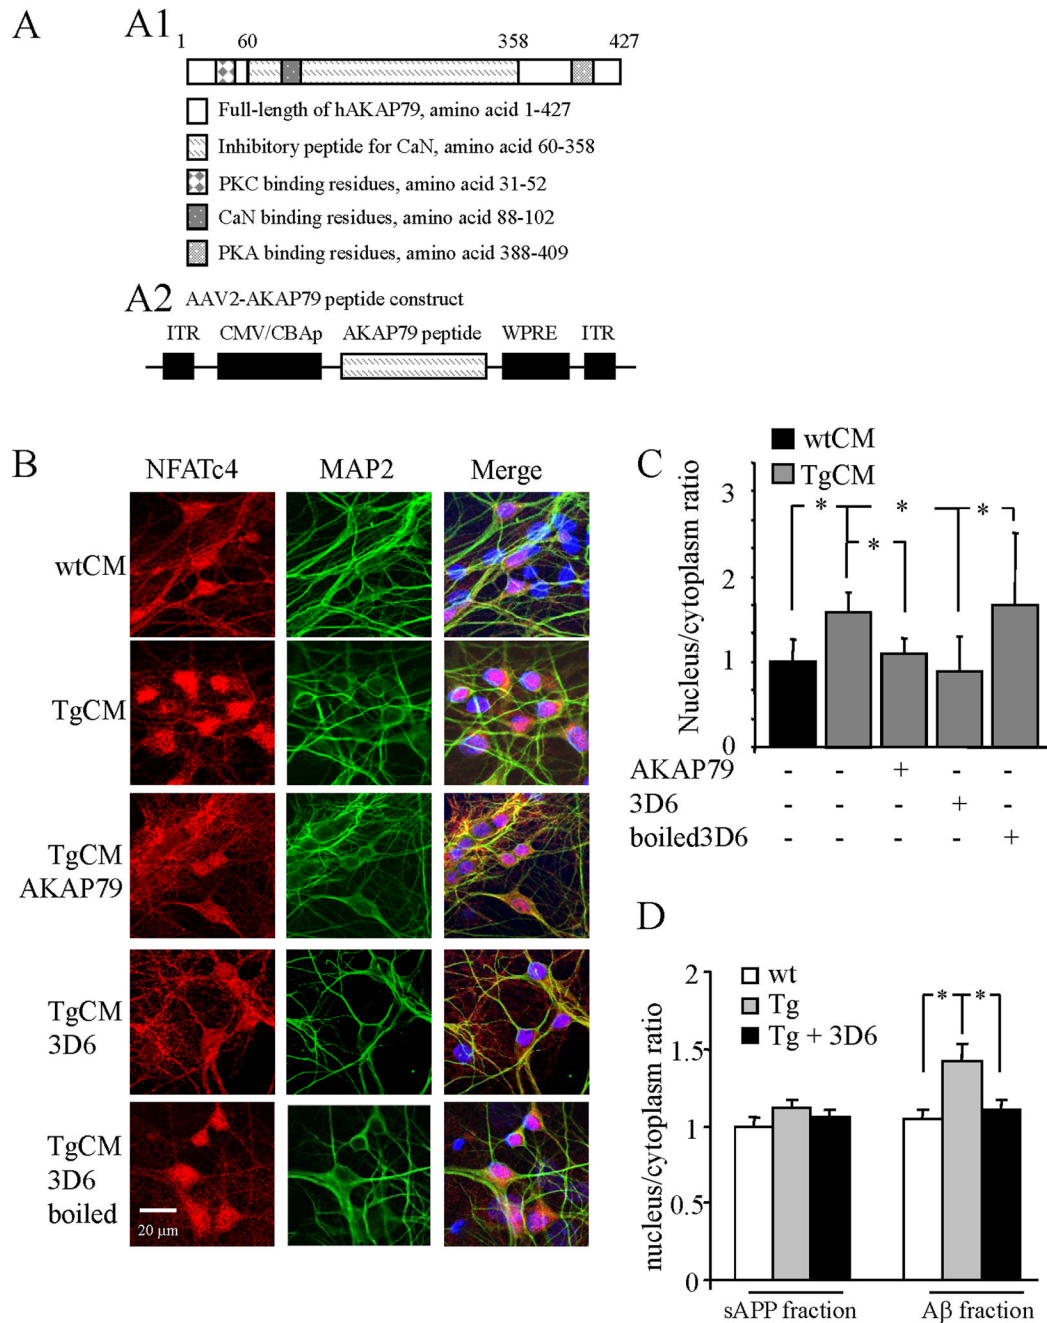 A
A1
1 60 358 427
Full-length of hAKAP79, amino acid 1-427
Inhibitory peptide for CaN, amino acid 60-358
PKC binding residues, amino acid 31-52
CaN binding residues, amino acid 88-102
PKA binding residues, amino acid 388-409
A2 AAV2-AKAP79 peptide construct
ITR CMV/CBAp AKAP79 peptide WPRE ITR
B
NFATc4 MAP2 Merge
wtCM
TgCM
TgCM
AKAP79
TgCM
3D6
TgCM
3D6
boiled
20 µm
C
wtCM
TgCM
Nucleus/cytoplasm ratio
3
2
1
0
* * *
*
AKAP79 - - + - -
3D6 - - - + -
boiled3D6 - - - - +
D
wt
Tg
Tg + 3D6
nucleus/cytoplasm ratio
2
1.5
1
0.5
0
* *
sAPP fraction Aβ fraction